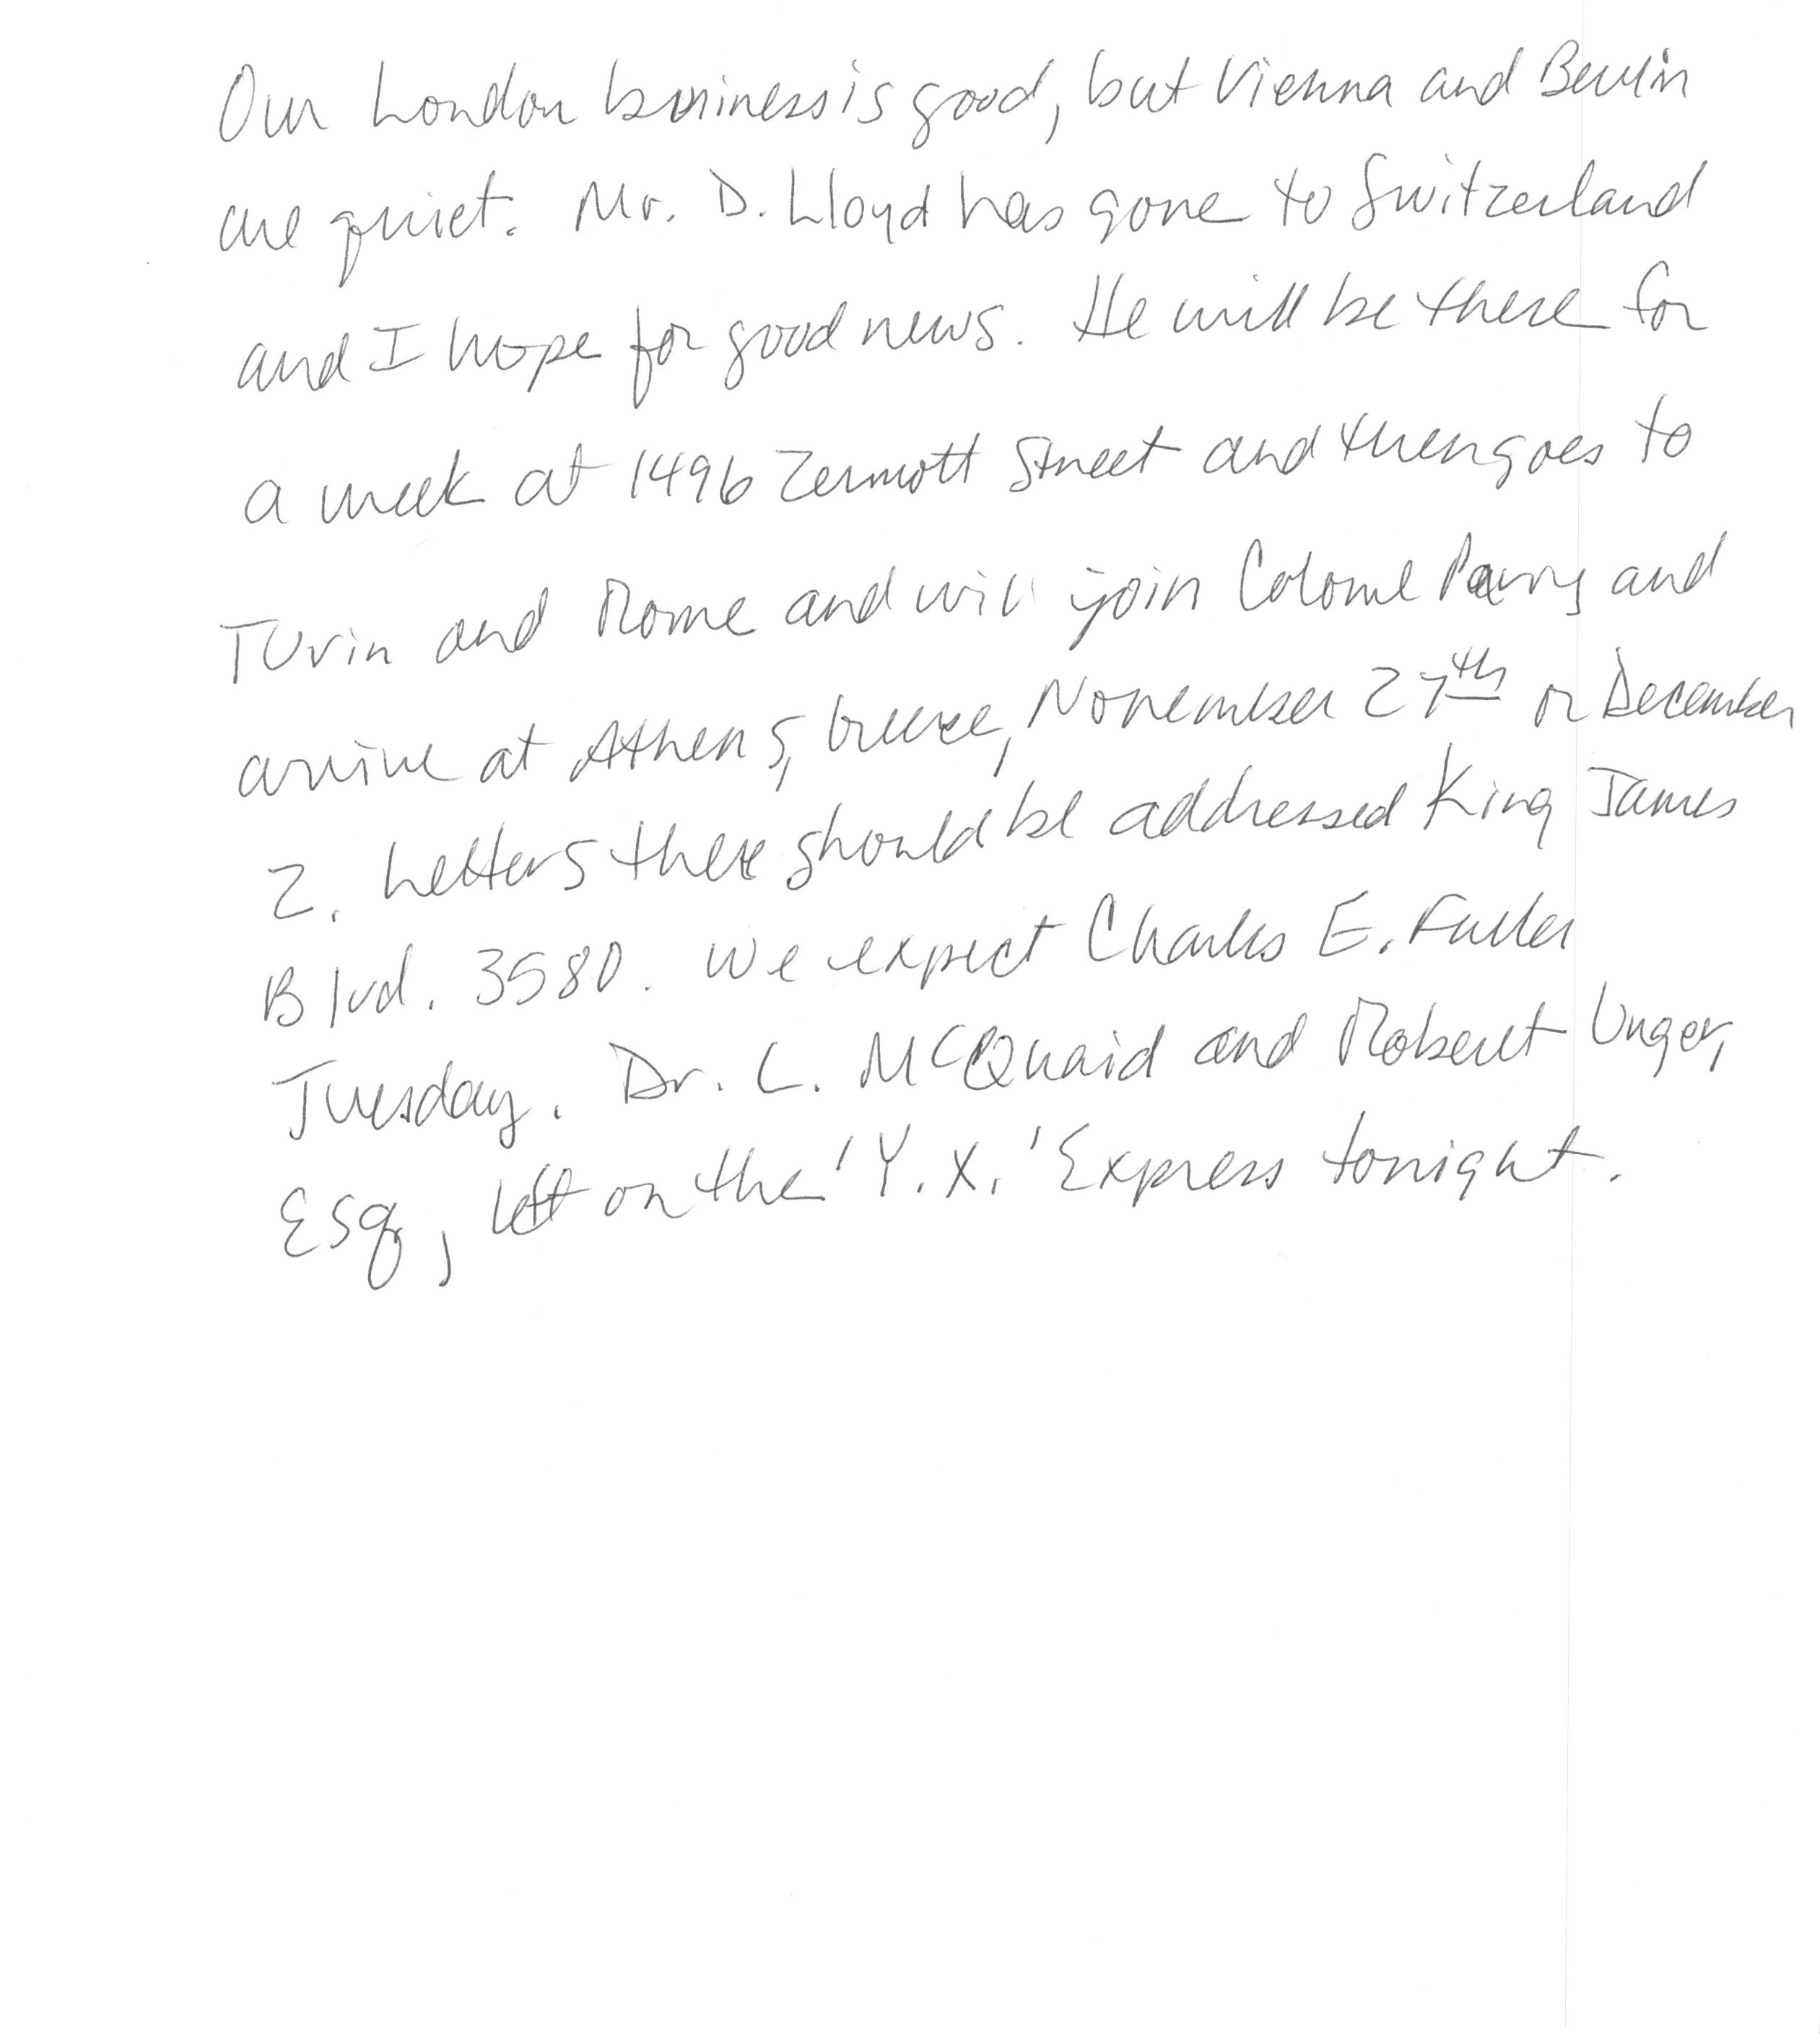 Our London business is good, but Vienna and Berlin
are quiet. Mr. D. Lloyd has gone to Switzerland
and I hope for good news. He will be there for
a week at 1496 Zermott Street and then goes to
Turin and Rome and will join Colonel Parry and
arrive at Athens, Greece, November 27th or December
2. Letters there should be addressed King James
Blvd. 3580. We expect Charles E. Fuller
Tuesday. Dr. L. McQuaid and Robert Unger,
Esq, left on the 'Y.X.' Express tonight.